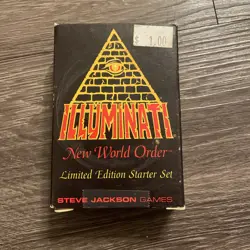 $ 1.00
ILLUMINATI
New World Order
Limited Edition Starter Set
STEVE JACKSON GAMES